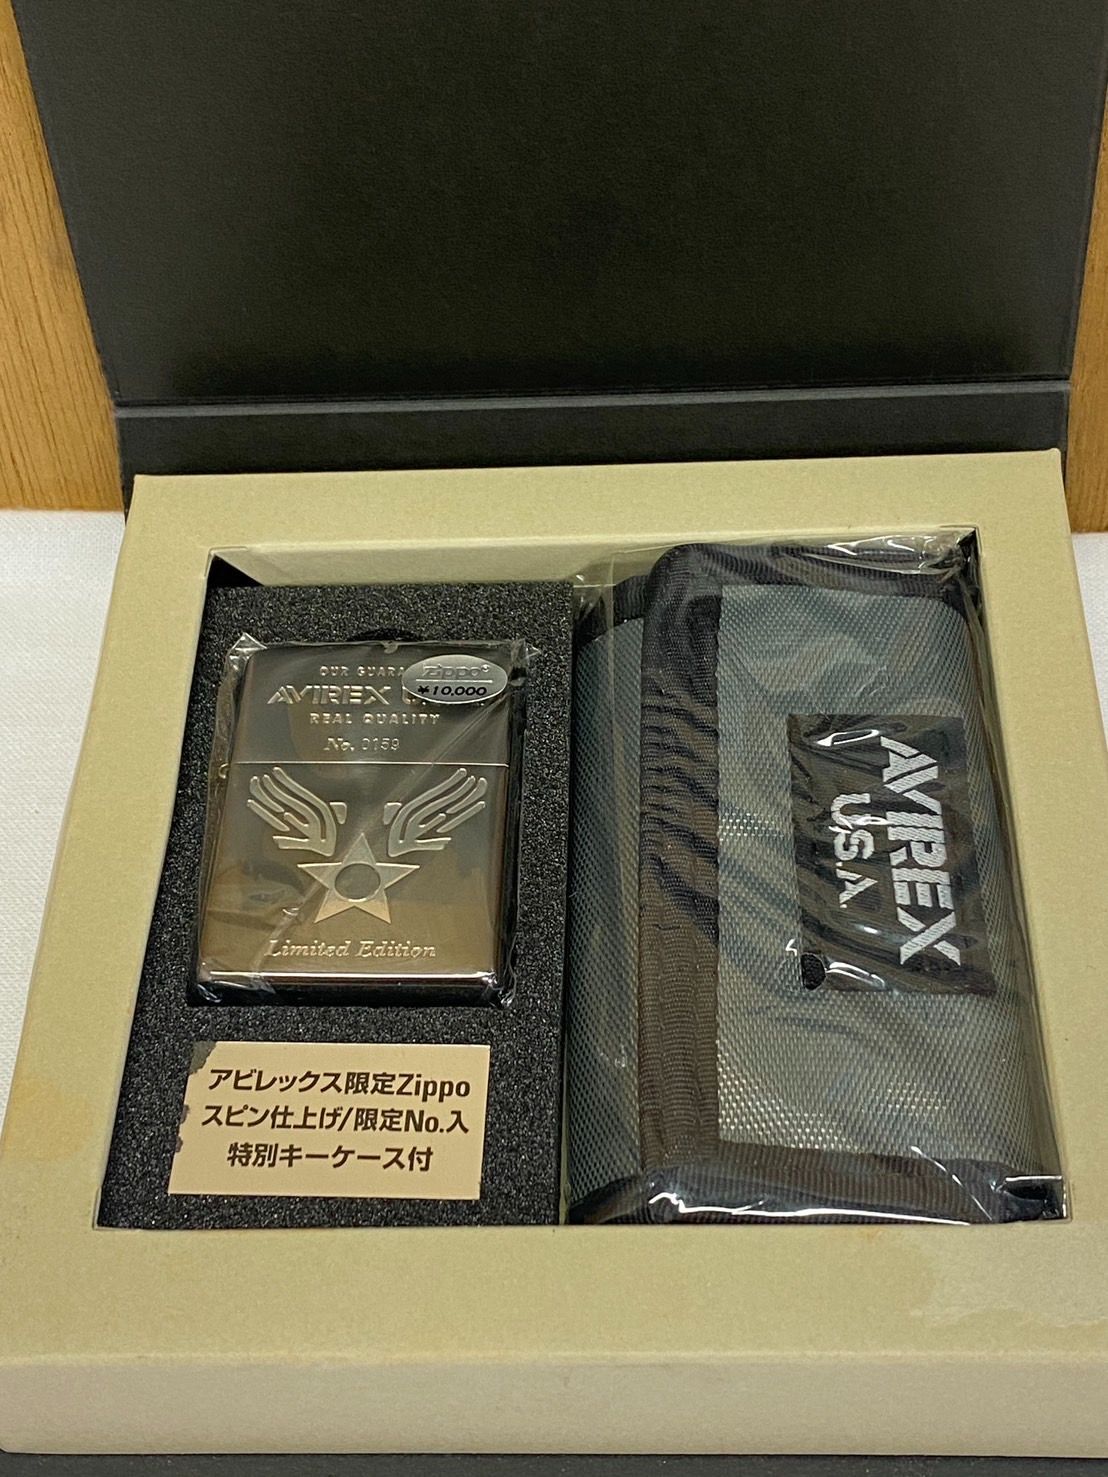 OUR GUARA
Zippo
¥10,000
AVIREX
REAL QUALITY
No. 0159
Limited Edition
アビレックス限定Zippo
スピン仕上げ/限定No.入
特別キーケース付
AVIREX
U.S.A.